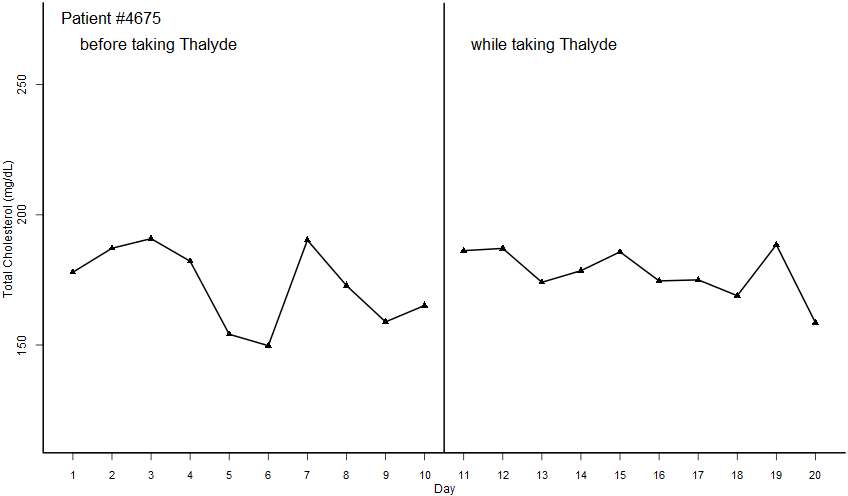 Patient #4675
before taking Thalyde
while taking Thalyde
Total Cholesterol (mg/dL)
250
200
150
1 2 3 4 5 6 7 8 9 10 11 12 13 14 15 16 17 18 19 20
Day